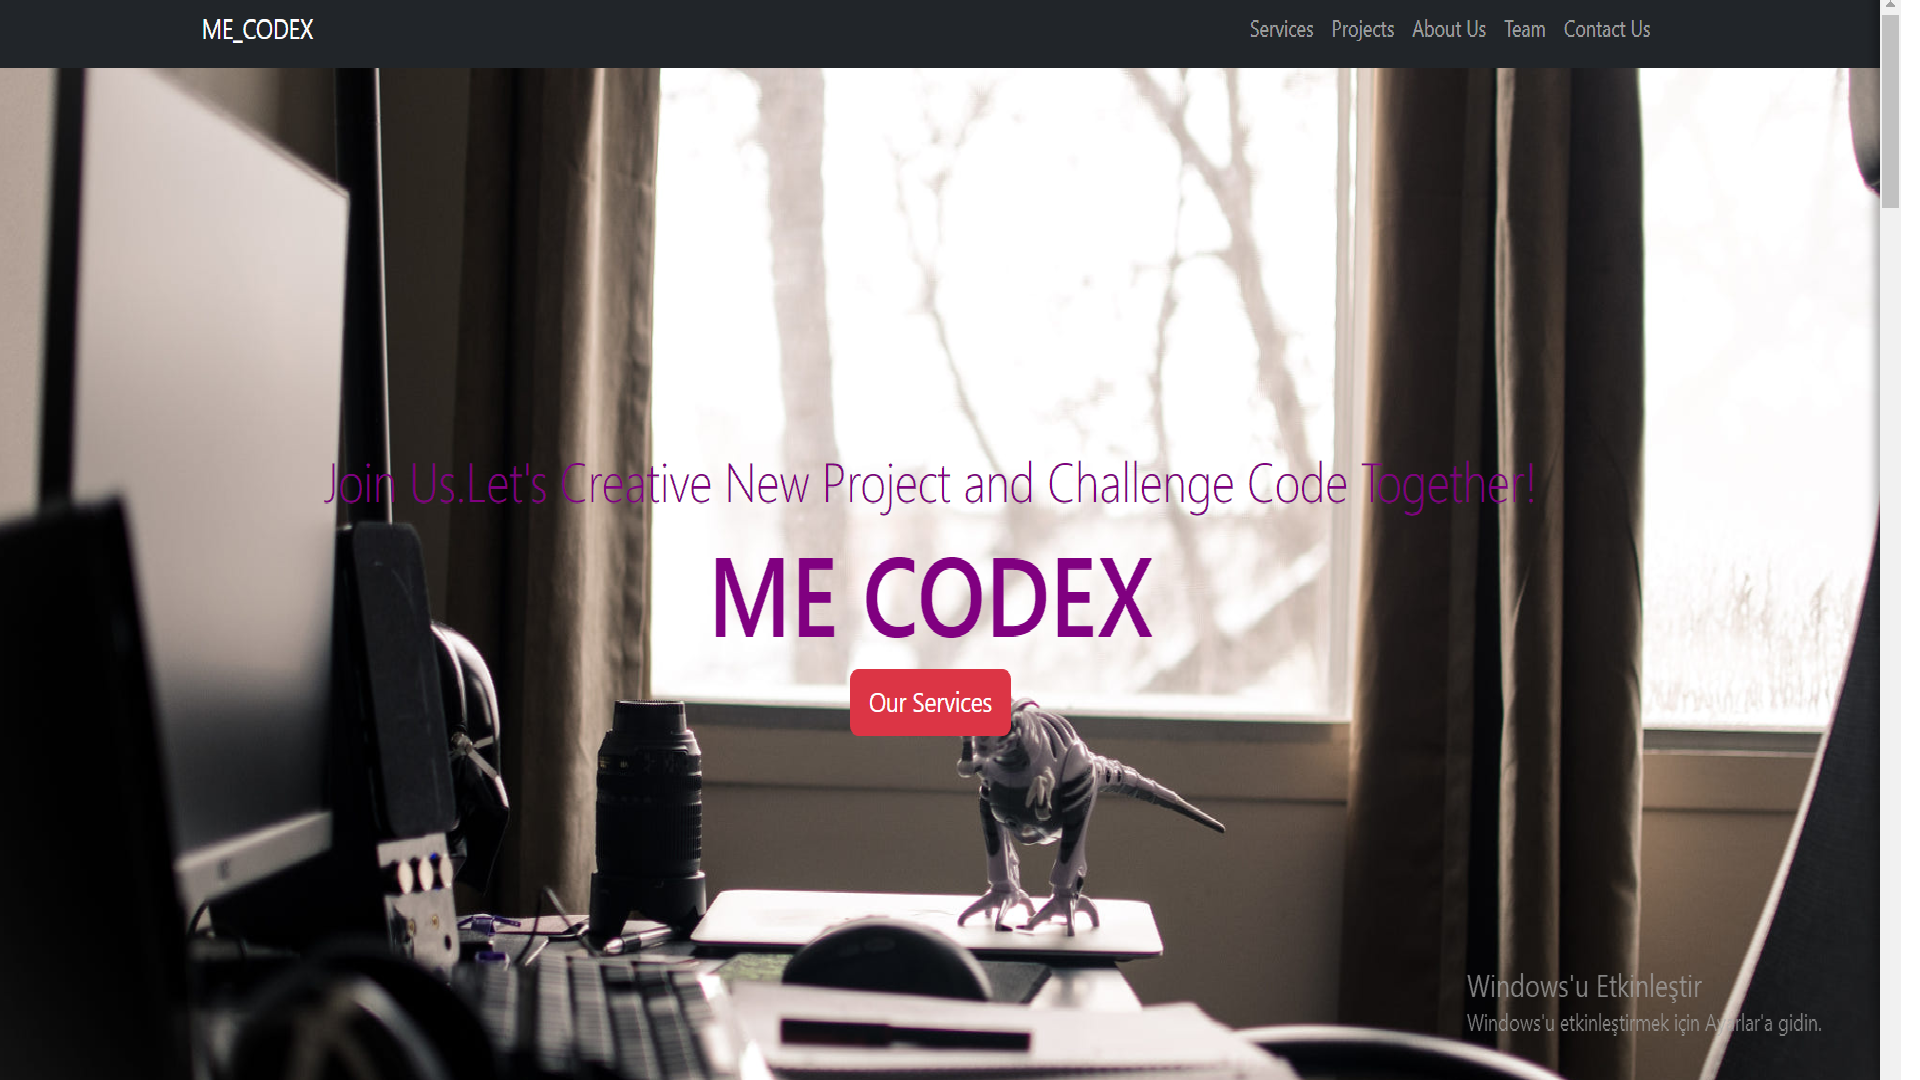 ME_CODEX
Services Projects About Us Team Contact Us
Join Us.Let's Creative New Project and Challenge Code Together!
ME CODEX
Our Services
Windows'u Etkinleştir
Windows'u etkinleştirmek için Ayarlar'a gidin.